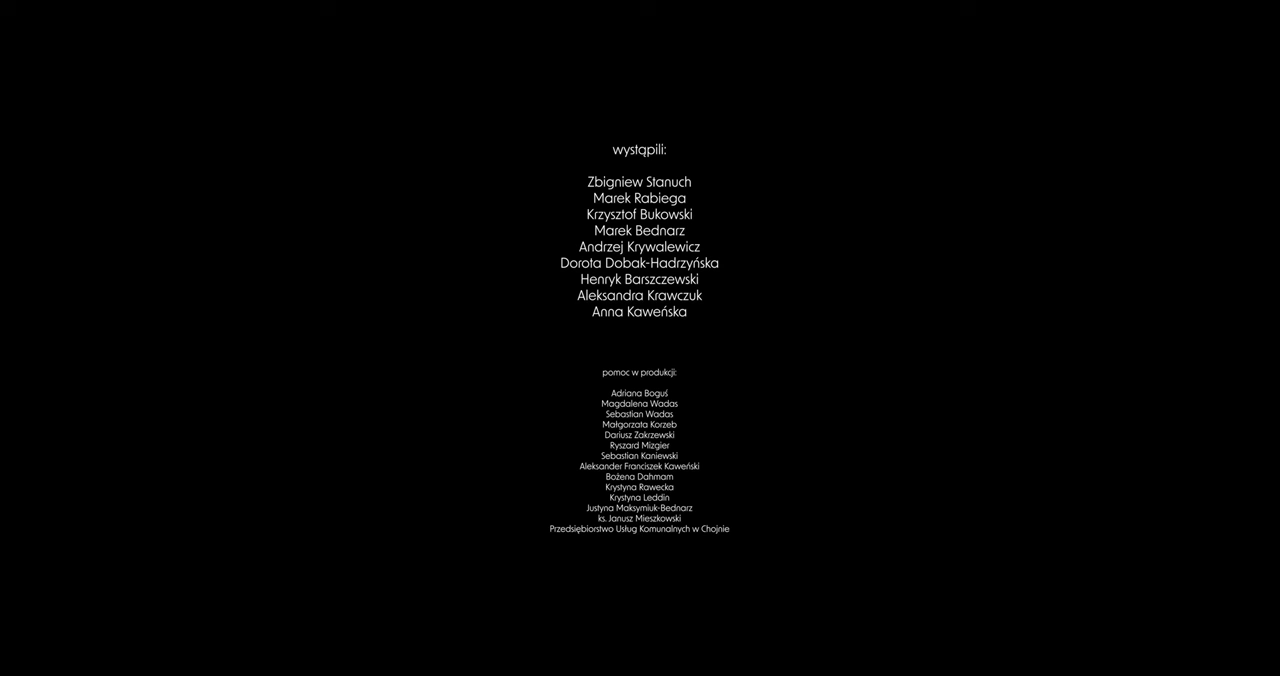 wystąpili:
Zbigniew Stanuch
Marek Rabiega
Krzysztof Bukowski
Marek Bednarz
Andrzej Krywalewicz
Dorota Dobak-Hadrzyńska
Henryk Barszczewski
Aleksandra Krawczuk
Anna Kaweńska
pomoc w produkcji:
Adriana Boguś
Magdalena Wadas
Sebastian Wadas
Małgorzata Korzeb
Dariusz Zakrzewski
Ryszard Mizgier
Sebastian Kaniewski
Aleksander Franciszek Kaweński
Bożena Dahmam
Krystyna Rawecka
Krystyna Leddin
Justyna Maksymiuk-Bednarz
ks. Janusz Mieszkowski
Przedsiębiorstwo Usług Komunalnych w Chojnie